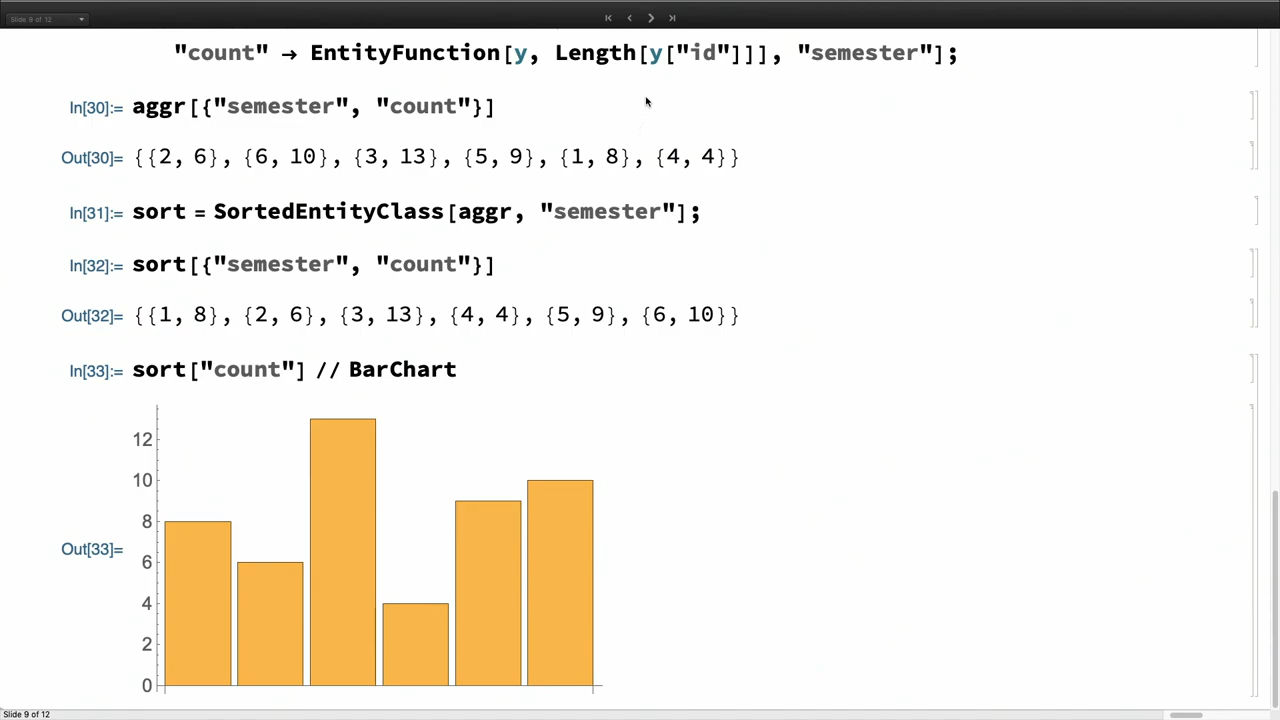 Slide 9 of 12
"count" → EntityFunction[y, Length[y["id"]]], "semester"];
In[30]:= aggr[{"semester", "count"}]
Out[30]= {{2, 6}, {6, 10}, {3, 13}, {5, 9}, {1, 8}, {4, 4}}
In[31]:= sort = SortedEntityClass[aggr, "semester"];
In[32]:= sort[{"semester", "count"}]
Out[32]= {{1, 8}, {2, 6}, {3, 13}, {4, 4}, {5, 9}, {6, 10}}
In[33]:= sort["count"] // BarChart
12
10
8
Out[33]=
6
4
2
0
Slide 9 of 12